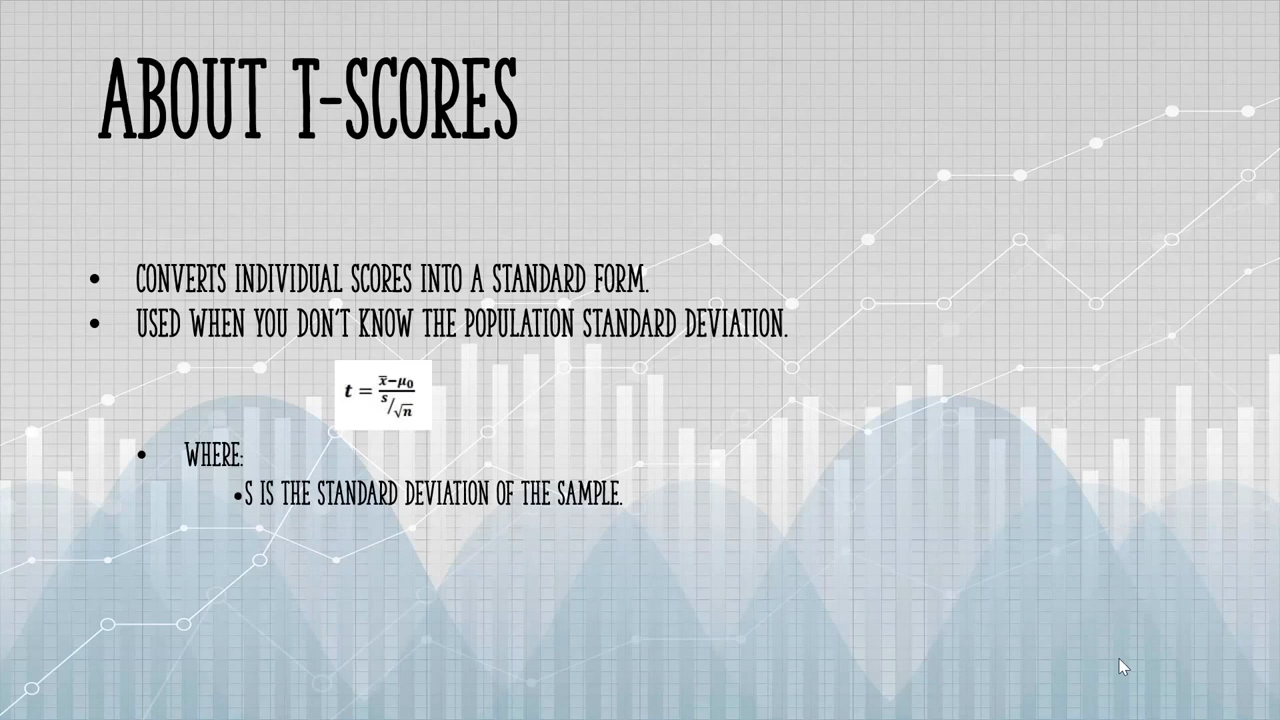 ABOUT T-SCORES
• CONVERTS INDIVIDUAL SCORES INTO A STANDARD FORM.
• USED WHEN YOU DON'T KNOW THE POPULATION STANDARD DEVIATION.
t = x̄−μ₀ / s/√n
• WHERE:
•S IS THE STANDARD DEVIATION OF THE SAMPLE.